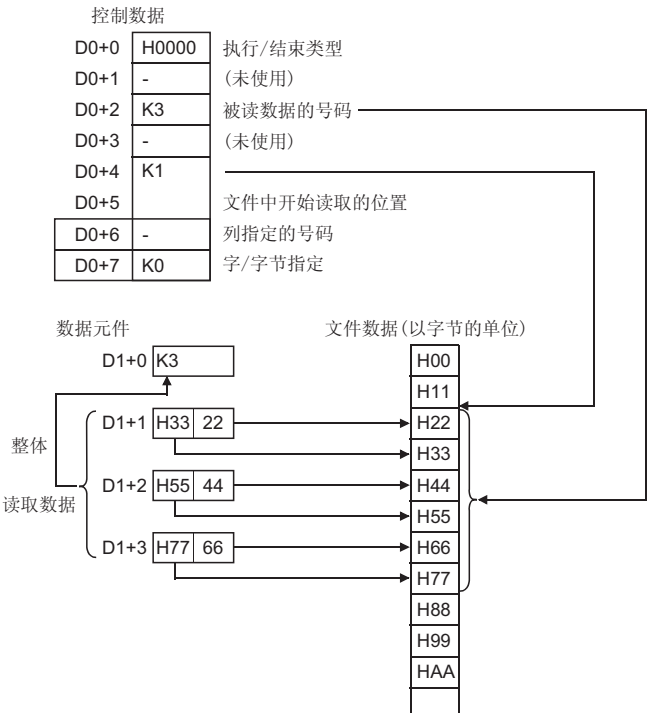 控制数据
D0+0 H0000 执行/结束类型
D0+1 - (未使用)
D0+2 K3 被读数据的号码
D0+3 - (未使用)
D0+4 K1
D0+5 文件中开始读取的位置
D0+6 - 列指定的号码
D0+7 K0 字/字节指定
数据元件 文件数据(以字节的单位)
D1+0 K3 H00
H11
D1+1 H33 22 H22
整体 H33
D1+2 H55 44 H44
读取数据 H55
D1+3 H77 66 H66
H77
H88
H99
HAA